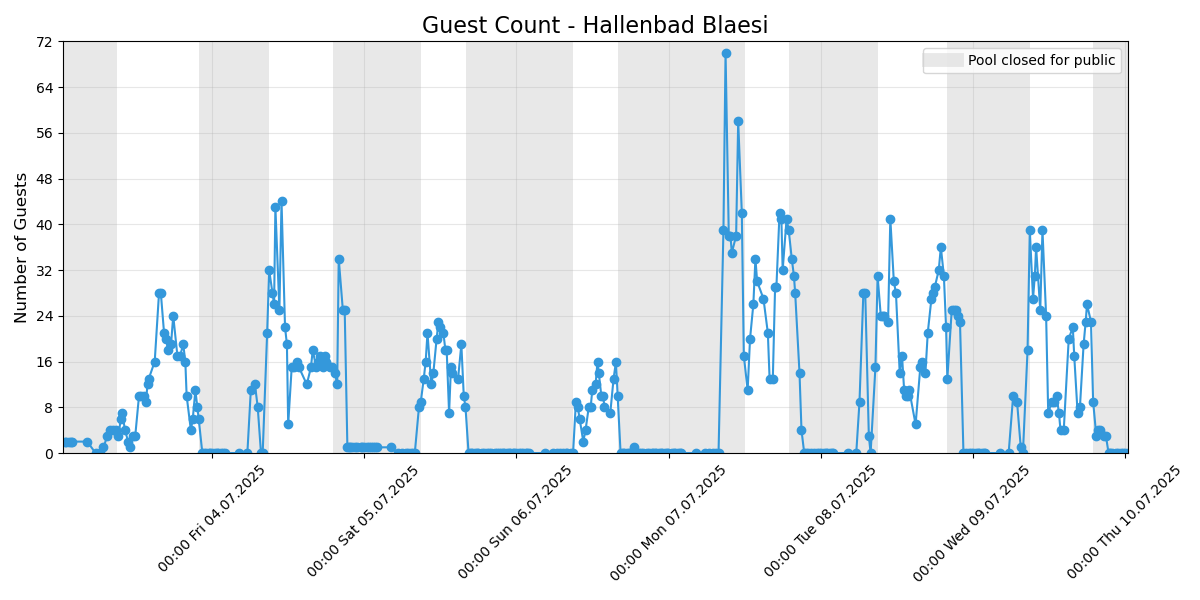 Guest Count - Hallenbad Blaesi
Pool closed for public
Number of Guests
72
64
56
48
40
32
24
16
8
0
00:00 Fri 04.07.2025
00:00 Sat 05.07.2025
00:00 Sun 06.07.2025
00:00 Mon 07.07.2025
00:00 Tue 08.07.2025
00:00 Wed 09.07.2025
00:00 Thu 10.07.2025